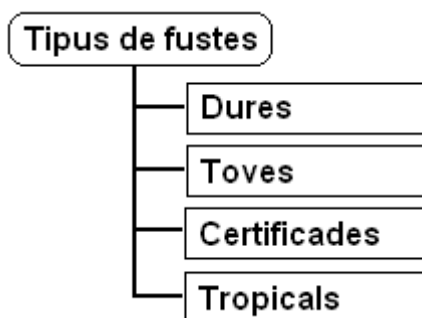 Tipus de fustes
Dures
Toves
Certificades
Tropicals